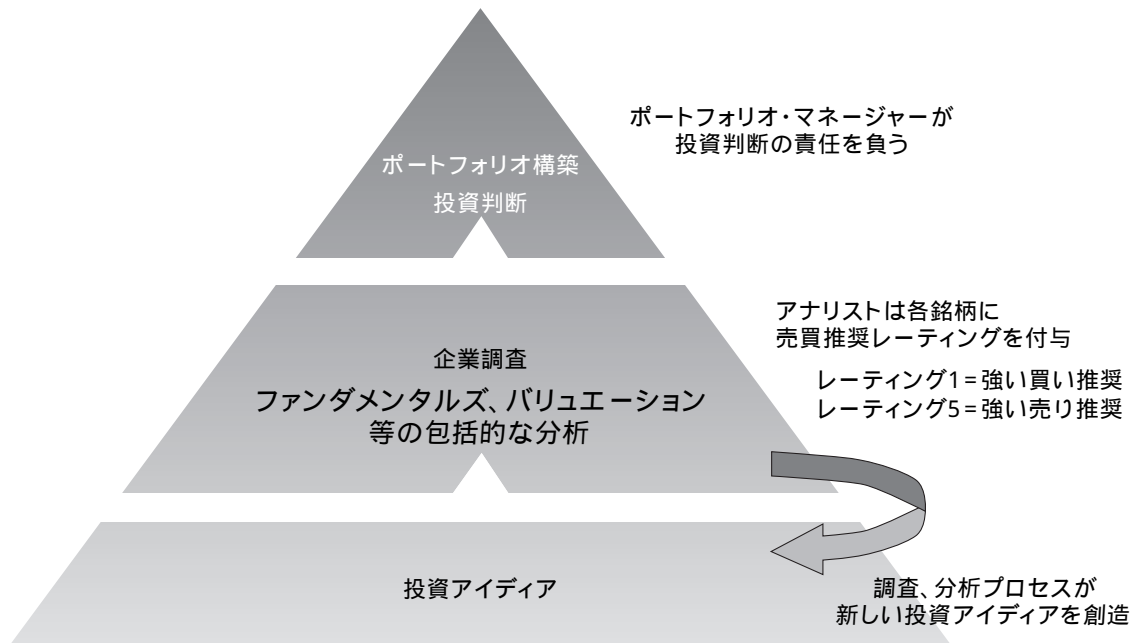 ポートフォリオ・マネージャーが
投資判断の責任を負う
ポートフォリオ構築
投資判断
アナリストは各銘柄に
売買推奨レーティングを付与
レーティング1=強い買い推奨
レーティング5=強い売り推奨
企業調査
ファンダメンタルズ、バリュエーション
等の包括的な分析
投資アイディア
調査、分析プロセスが
新しい投資アイディアを創造